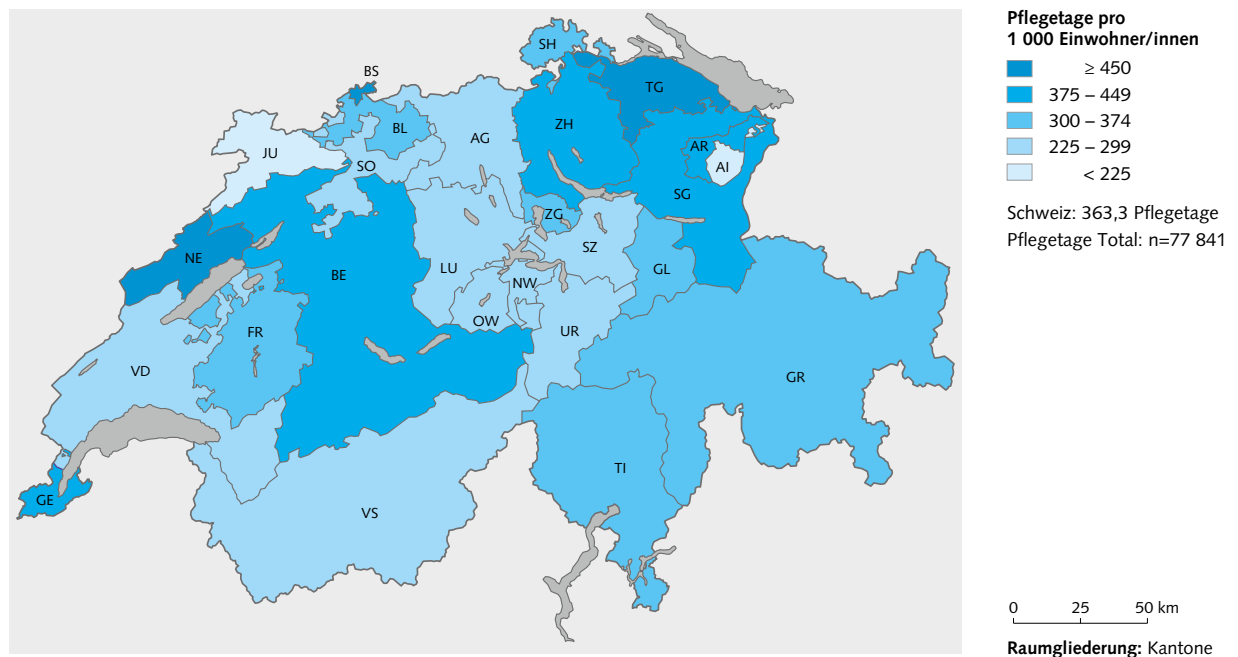 Pflegetage pro
1 000 Einwohner/innen
≥ 450
375 – 449
300 – 374
225 – 299
< 225
Schweiz: 363,3 Pflegetage
Pflegetage Total: n=77 841
SH
BS
TG
BL
ZH
AG
JU
AR
SO
AI
SG
ZG
SZ
NE
BE
LU
GL
NW
OW
UR
FR
VD
GR
TI
GE
VS
0 25 50 km
Raumgliederung: Kantone